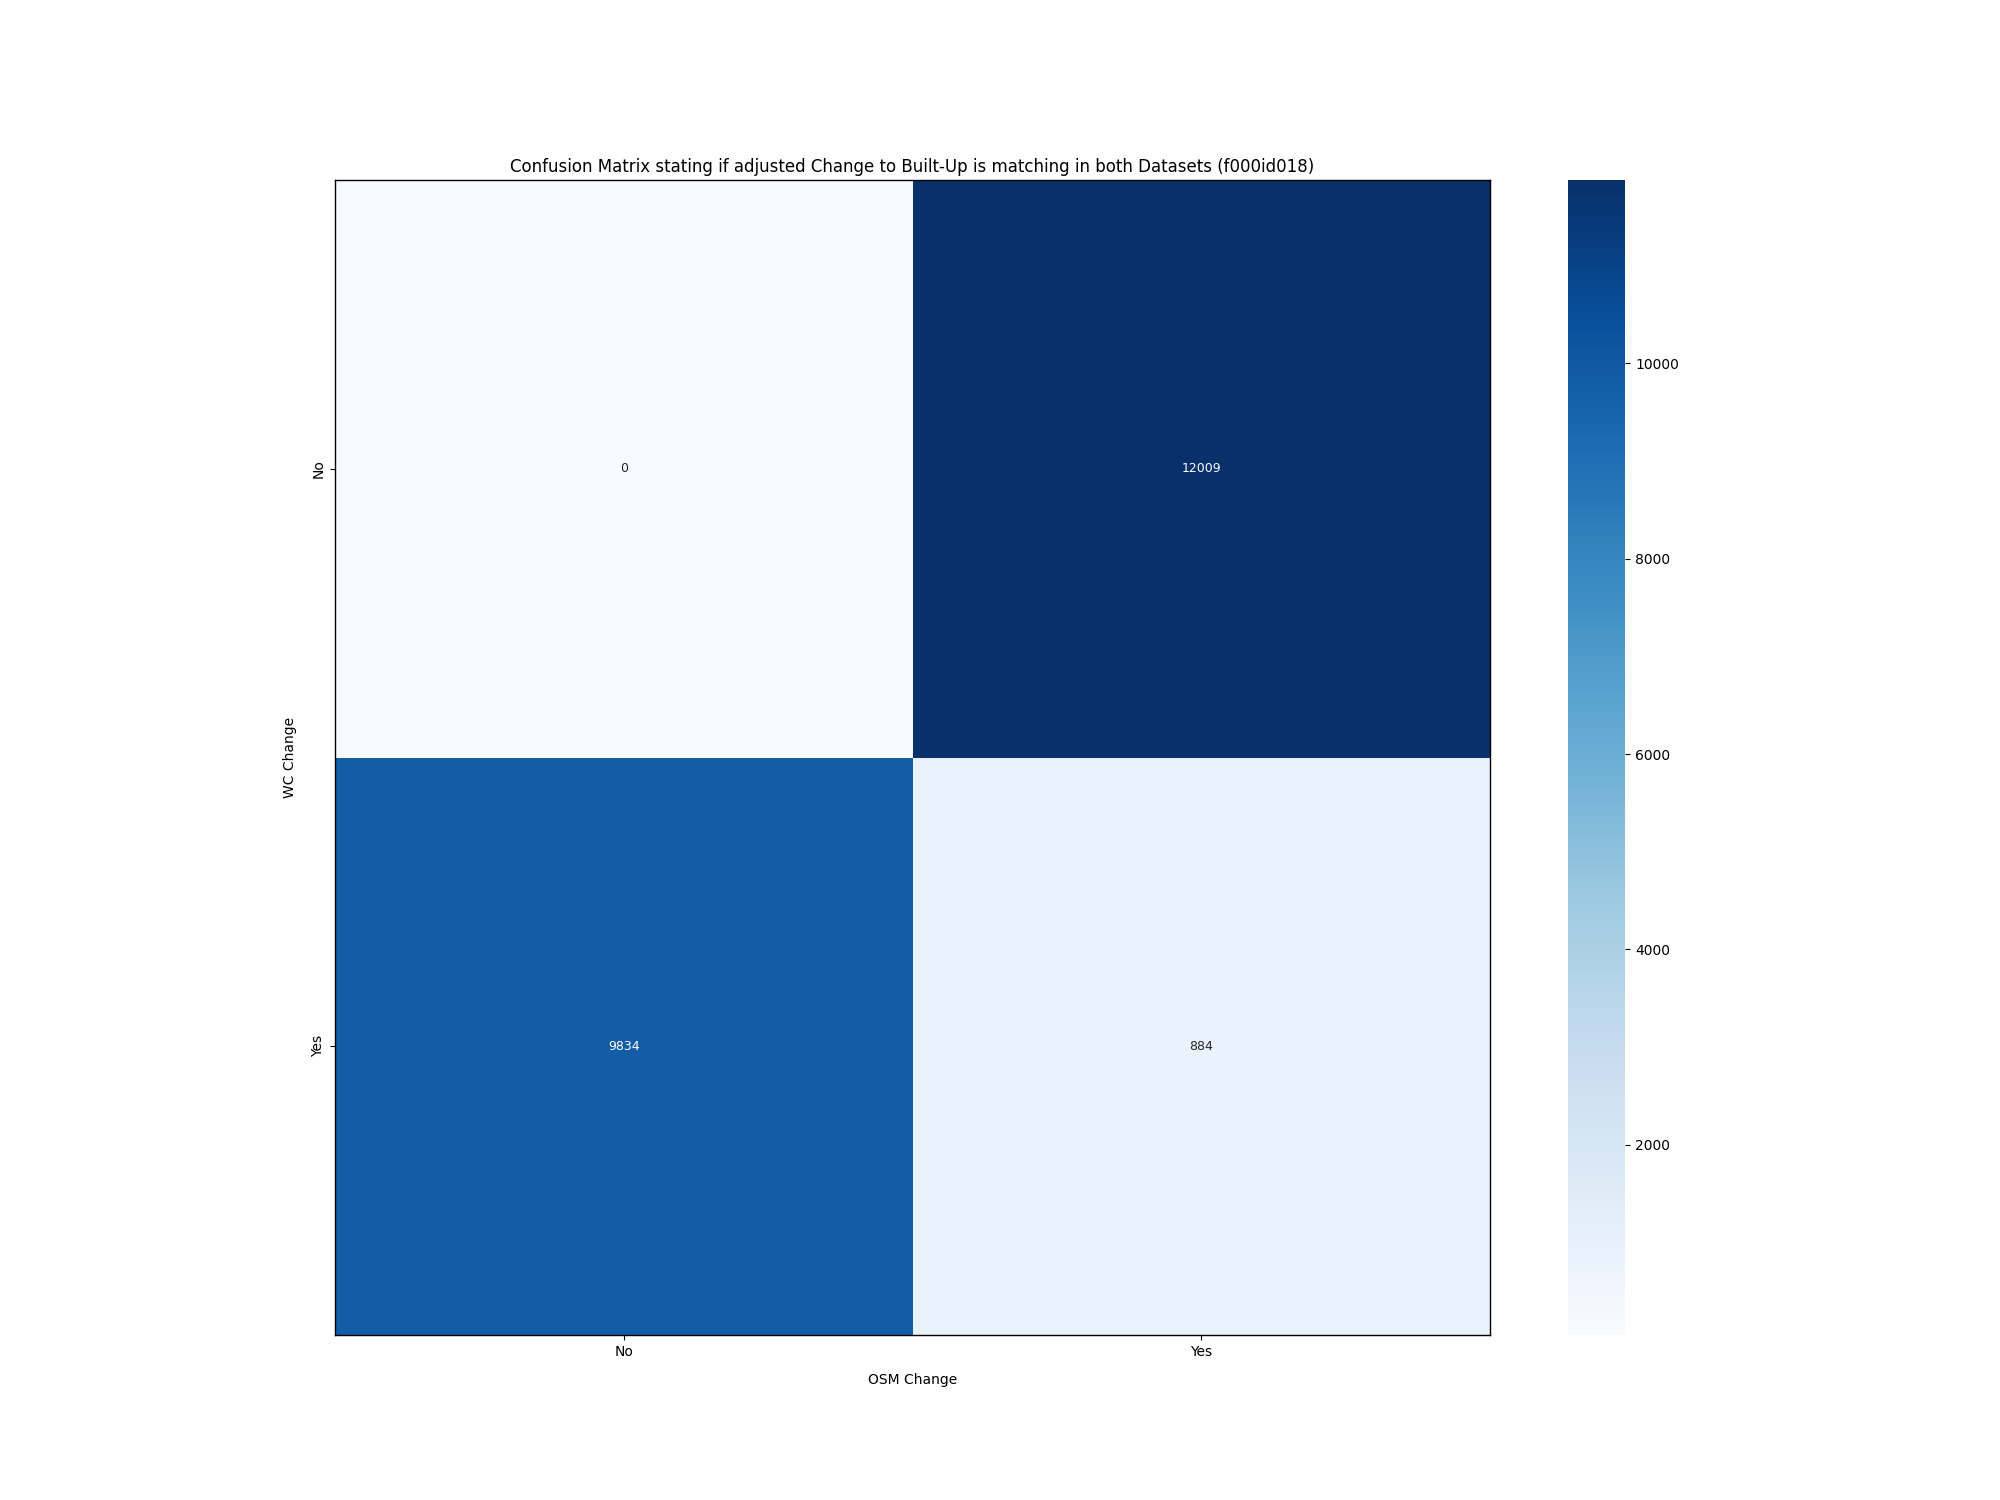 Confusion Matrix stating if adjusted Change to Built-Up is matching in both Datasets (f000id018)
No
0
12009
10000
8000
WC Change
6000
4000
Yes
9834
884
2000
No
Yes
OSM Change